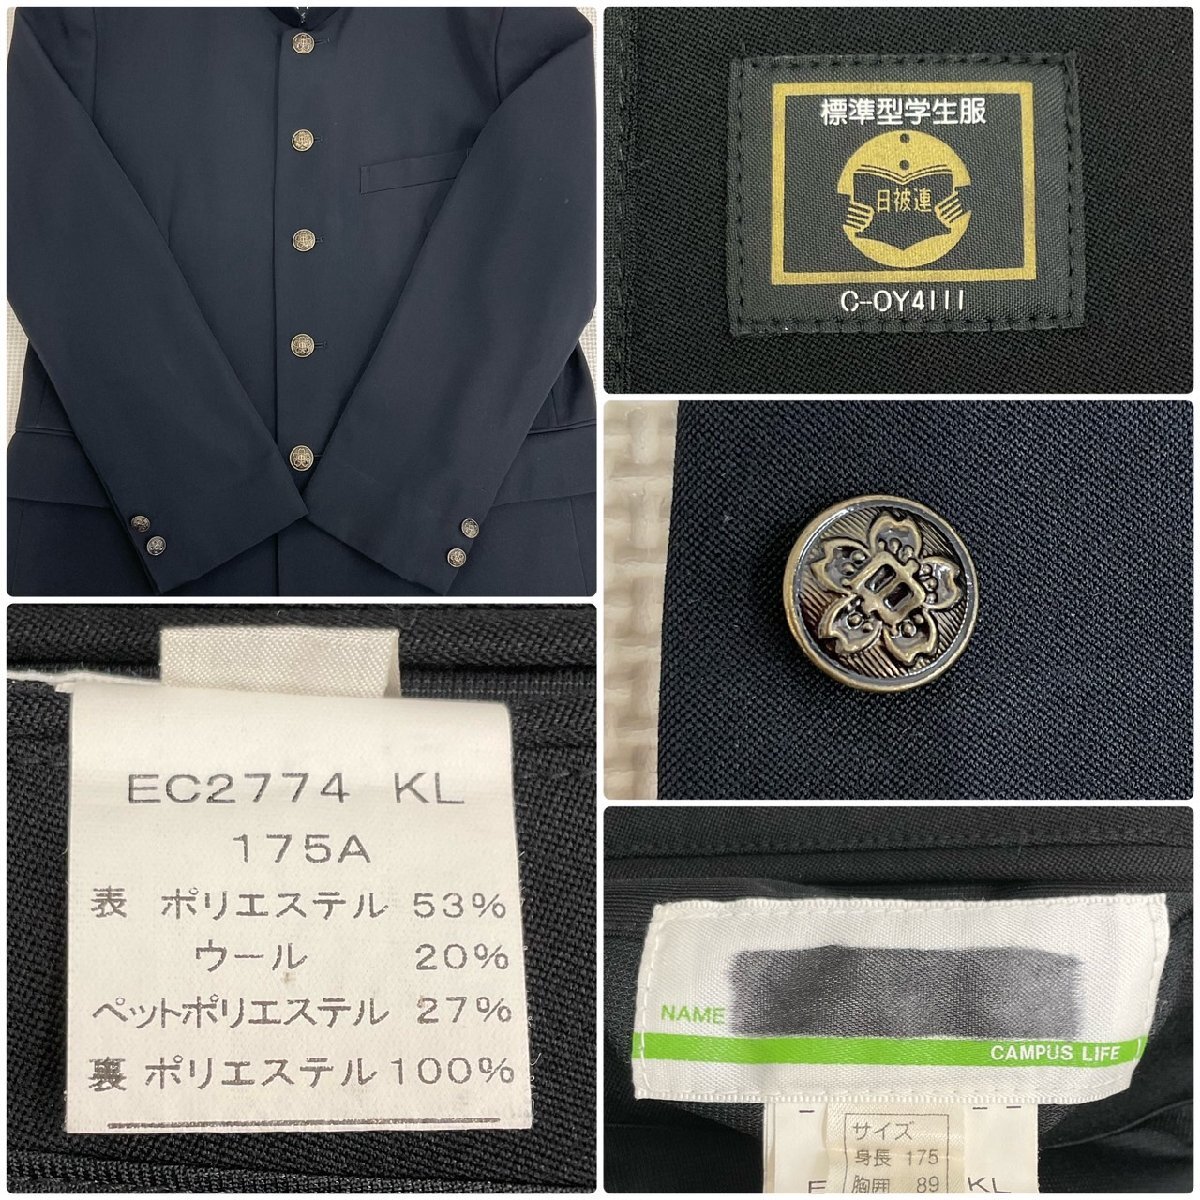 標準型学生服
日被連
C-OY4111
EC2774 KL
175A
表 ポリエステル 53%
ウール 20%
ペットポリエステル 27%
裏 ポリエステル 100%
NAME
CAMPUS LIFE
サイズ
身長 175
胸囲 89
KL